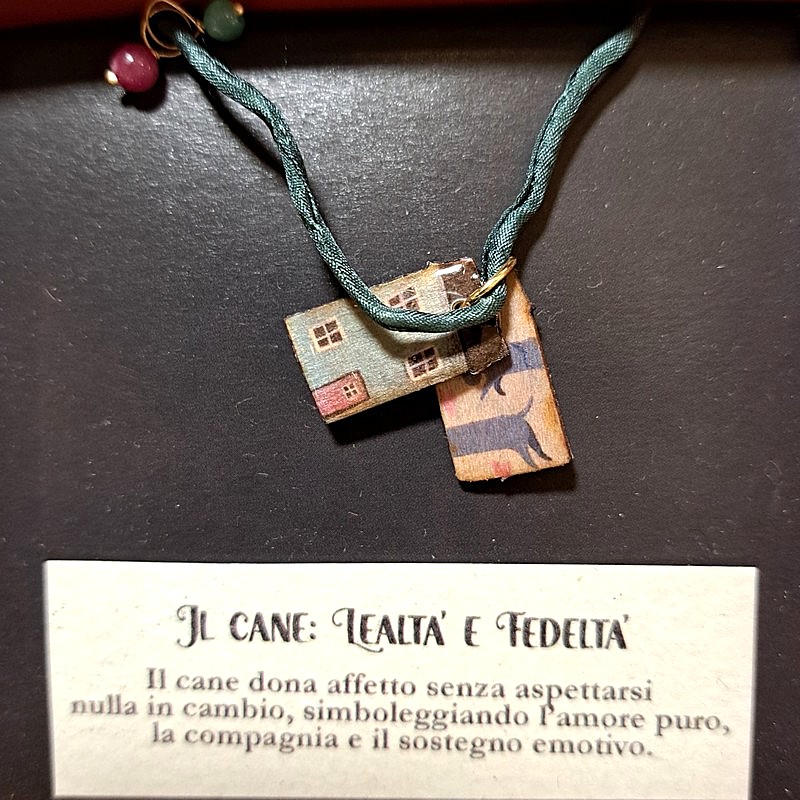 Il cane: Lealta' e Fedelta'
Il cane dona affetto senza aspettarsi
nulla in cambio, simboleggiando l'amore puro,
la compagnia e il sostegno emotivo.